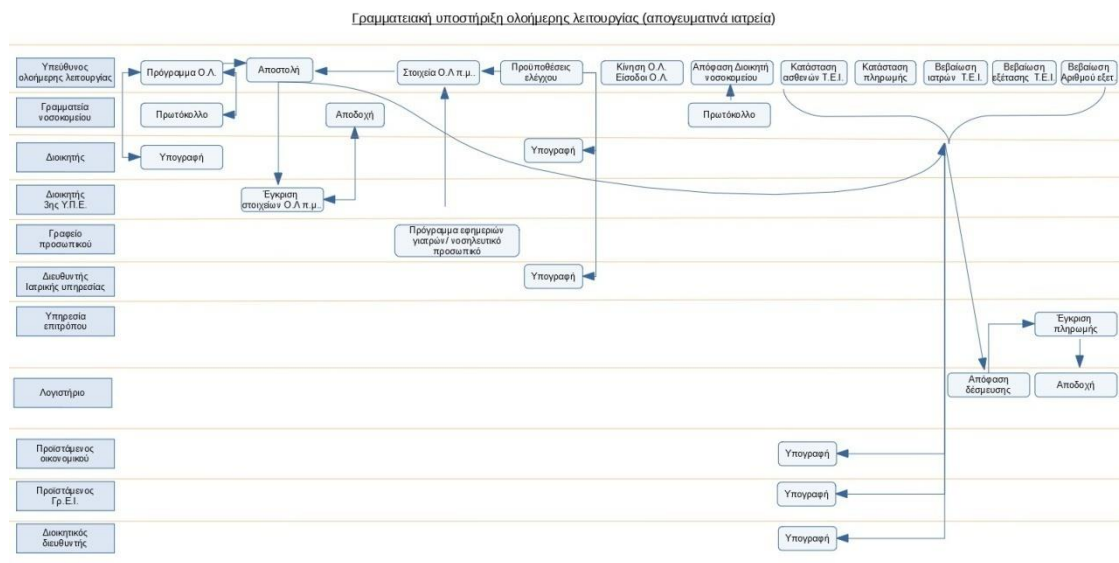 Γραμματειακή υποστήριξη ολοήμερης λειτουργίας (απογευματινά ιατρεία)
Υπεύθυνος
ολοήμερης λειτουργίας
Πρόγραμμα Ο.Λ.
Αποστολή
Στοιχεία Ο.Λ π.μ..
Προϋποθέσεις
ελέγχου
Κίνηση Ο.Λ.
Είσοδοι Ο.Λ.
Απόφαση Διοικητή
νοσοκομείου
Κατάσταση
ασθενών Τ.Ε.Ι.
Κατάσταση
πληρωμής
Βεβαίωση
ιατρών Τ.Ε.Ι.
Βεβαίωση
εξέτασης Τ.Ε.Ι.
Βεβαίωση
Αριθμού εξετ.
Γραμματεία
νοσοκομείου
Πρωτόκολλο
Αποδοχή
Πρωτόκολλο
Διοικητής
Υπογραφή
Υπογραφή
Διοικητής
3ης Υ.Π.Ε.
Έγκριση
στοιχείων Ο.Λ π.μ..
Γραφείο
προσωπικού
Πρόγραμμα εφημεριών
γιατρών/ νοσηλευτικό
προσωπικό
Διευθυντής
Ιατρικής υπηρεσίας
Υπογραφή
Υπηρεσία
επιτρόπου
Έγκριση
πληρωμής
Λογιστήριο
Απόφαση
δέσμευσης
Αποδοχή
Προϊστάμενος
οικονομικού
Υπογραφή
Προϊστάμενος
Γρ.Ε.Ι.
Υπογραφή
Διοικητικός
διευθυντής
Υπογραφή